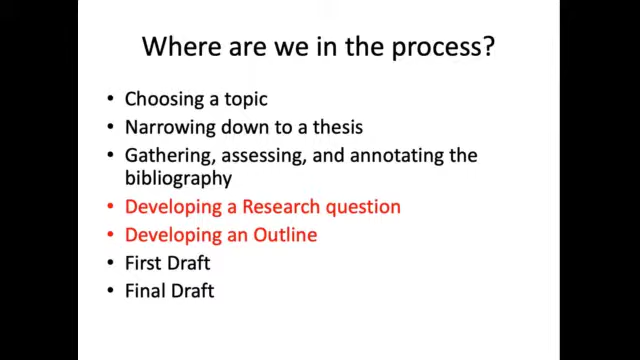 Where are we in the process?
• Choosing a topic
• Narrowing down to a thesis
• Gathering, assessing, and annotating the
bibliography
• Developing a Research question
• Developing an Outline
• First Draft
• Final Draft